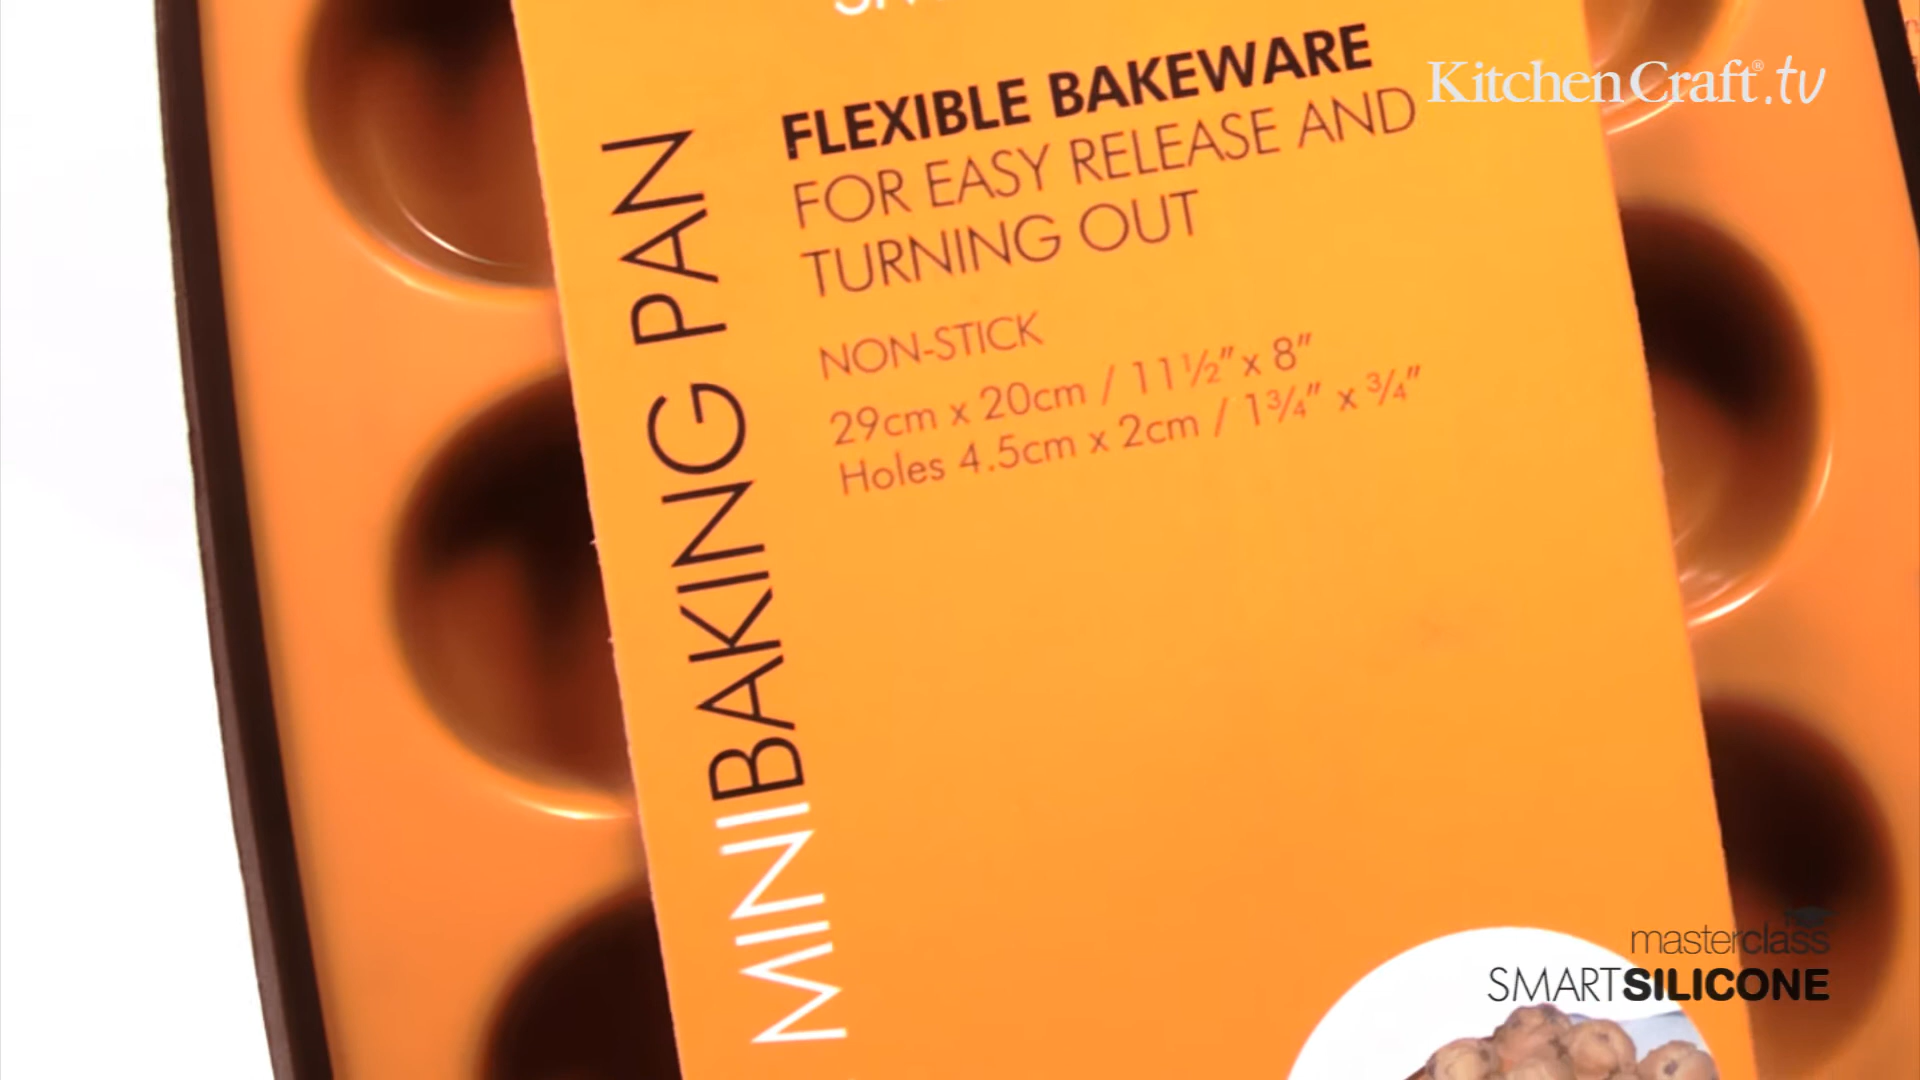 KitchenCraft®.tv
FLEXIBLE BAKEWARE
FOR EASY RELEASE AND
TURNING OUT
NON-STICK
29cm x 20cm / 11½" x 8"
Holes 4.5cm x 2cm / 1¾" x ¾"
MINIBAKING PAN
masterclass
SMARTSILICONE